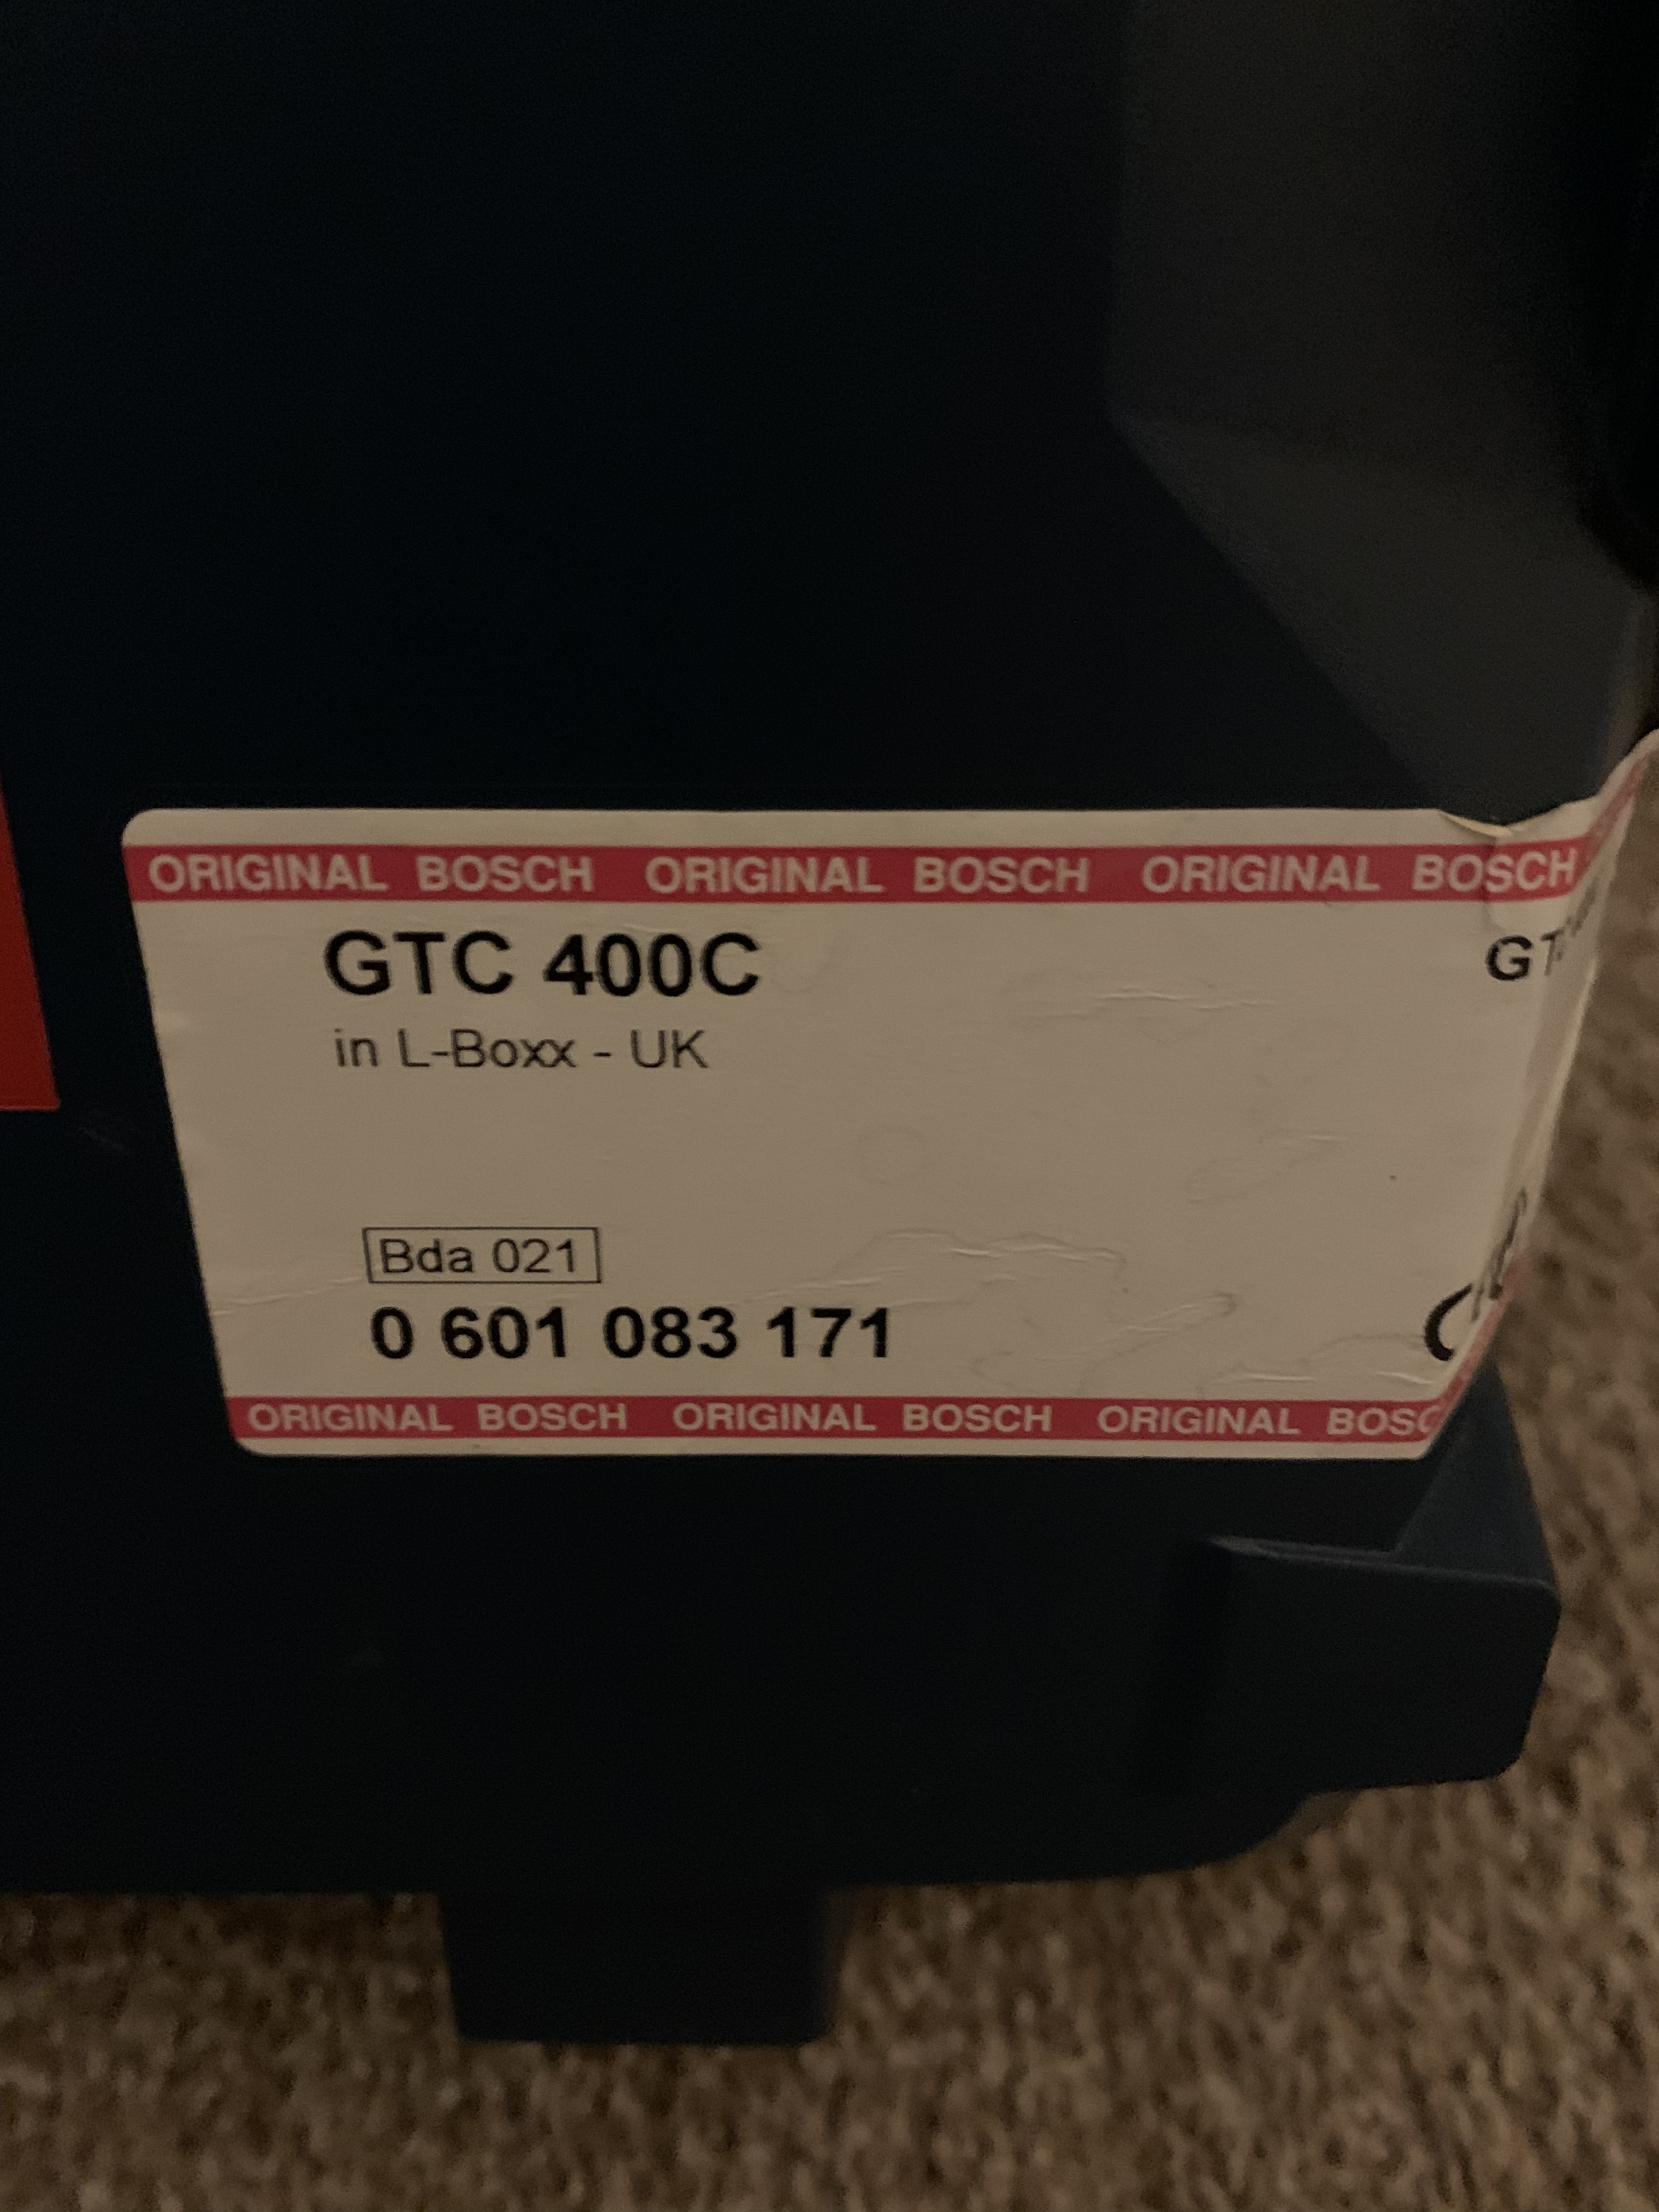 ORIGINAL BOSCH ORIGINAL BOSCH ORIGINAL BOSCH
GTC 400C
in L-Boxx - UK
Bda 021
0 601 083 171
ORIGINAL BOSCH ORIGINAL BOSCH ORIGINAL BOSC